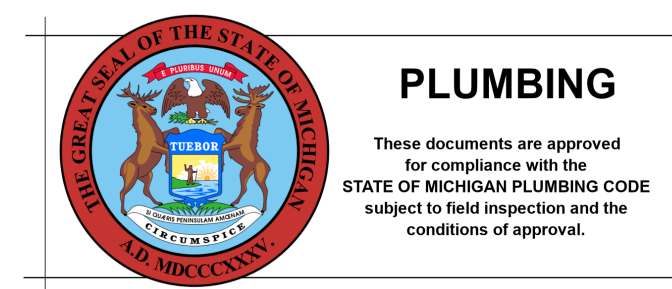 THE GREAT SEAL OF THE STATE OF MICHIGAN
E PLURIBUS UNUM
TUEBOR
SI QUÆRIS PENINSULAM AMŒNAM
CIRCUMSPICE
A.D. MDCCCXXXV.
PLUMBING
These documents are approved
for compliance with the
STATE OF MICHIGAN PLUMBING CODE
subject to field inspection and the
conditions of approval.